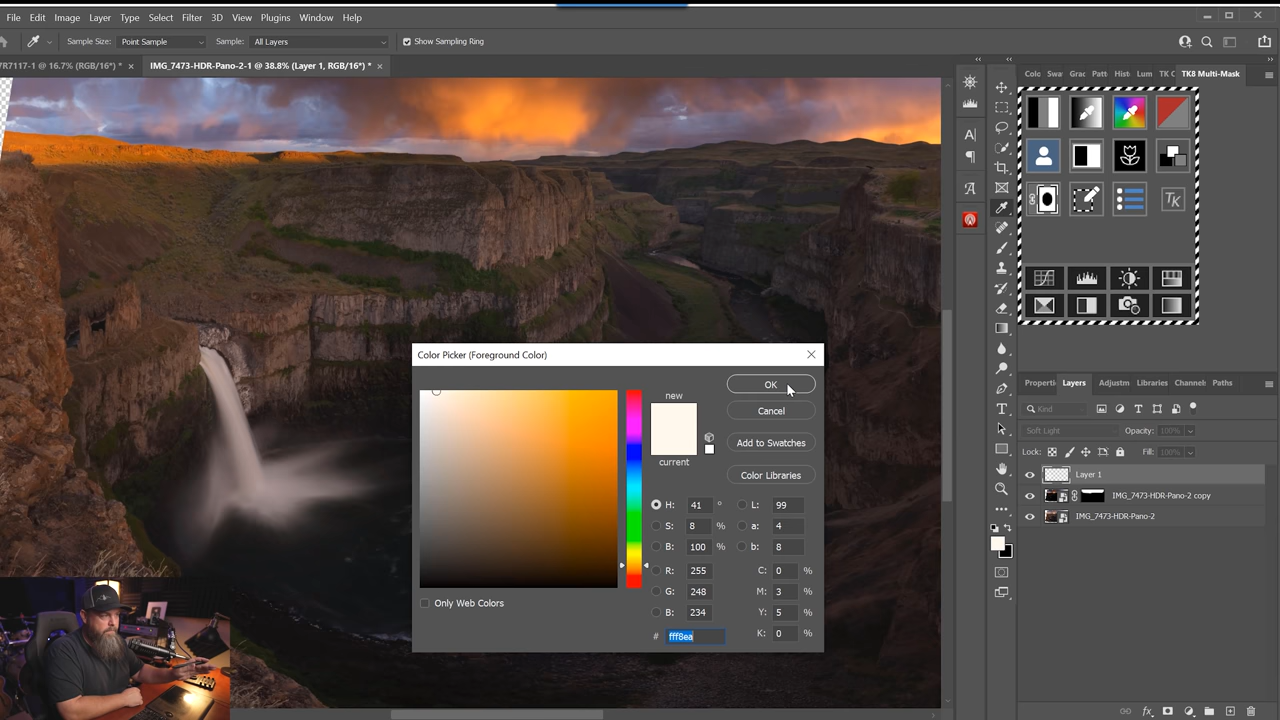 File Edit Image Layer Type Select Filter 3D View Plugins Window Help
Sample Size: Point Sample Sample: All Layers Show Sampling Ring
7R7117-1 @ 16.7% (RGB/16*) * × IMG_7473-HDR-Pano-2-1 @ 38.8% (Layer 1, RGB/16*) * ×
Colc Swa Grac Patt Hist Lum TK C TK8 Multi-Mask
TK
Color Picker (Foreground Color)
new
current
OK
Cancel
Add to Swatches
Color Libraries
H: 41 ° L: 99
S: 8 % a: 4
B: 100 % b: 8
R: 255 C: 0 %
G: 248 M: 3 %
B: 234 Y: 5 %
# fff8ea K: 0 %
Only Web Colors
Properti Layers Adjustm Libraries Channel: Paths
Kind
Soft Light Opacity: 100%
Lock: Fill: 100%
Layer 1
IMG_7473-HDR-Pano-2 copy
IMG_7473-HDR-Pano-2